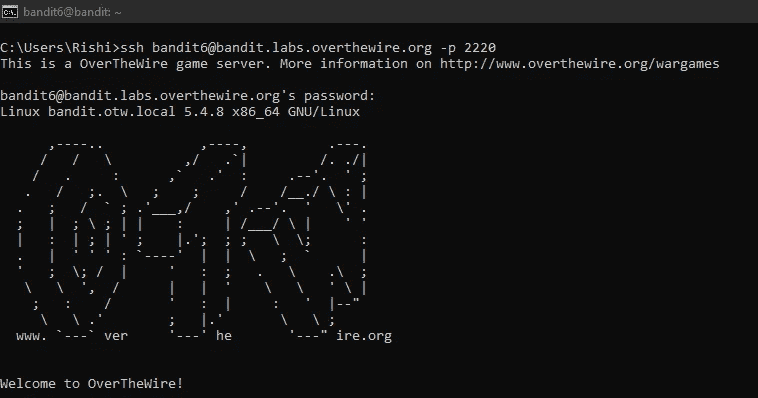 bandit6@bandit: ~
C:\Users\Rishi>ssh bandit6@bandit.labs.overthewire.org -p 2220
This is a OverTheWire game server. More information on http://www.overthewire.org/wargames
bandit6@bandit.labs.overthewire.org's password:
Linux bandit.otw.local 5.4.8 x86_64 GNU/Linux
www. ver he ire.org
Welcome to OverTheWire!